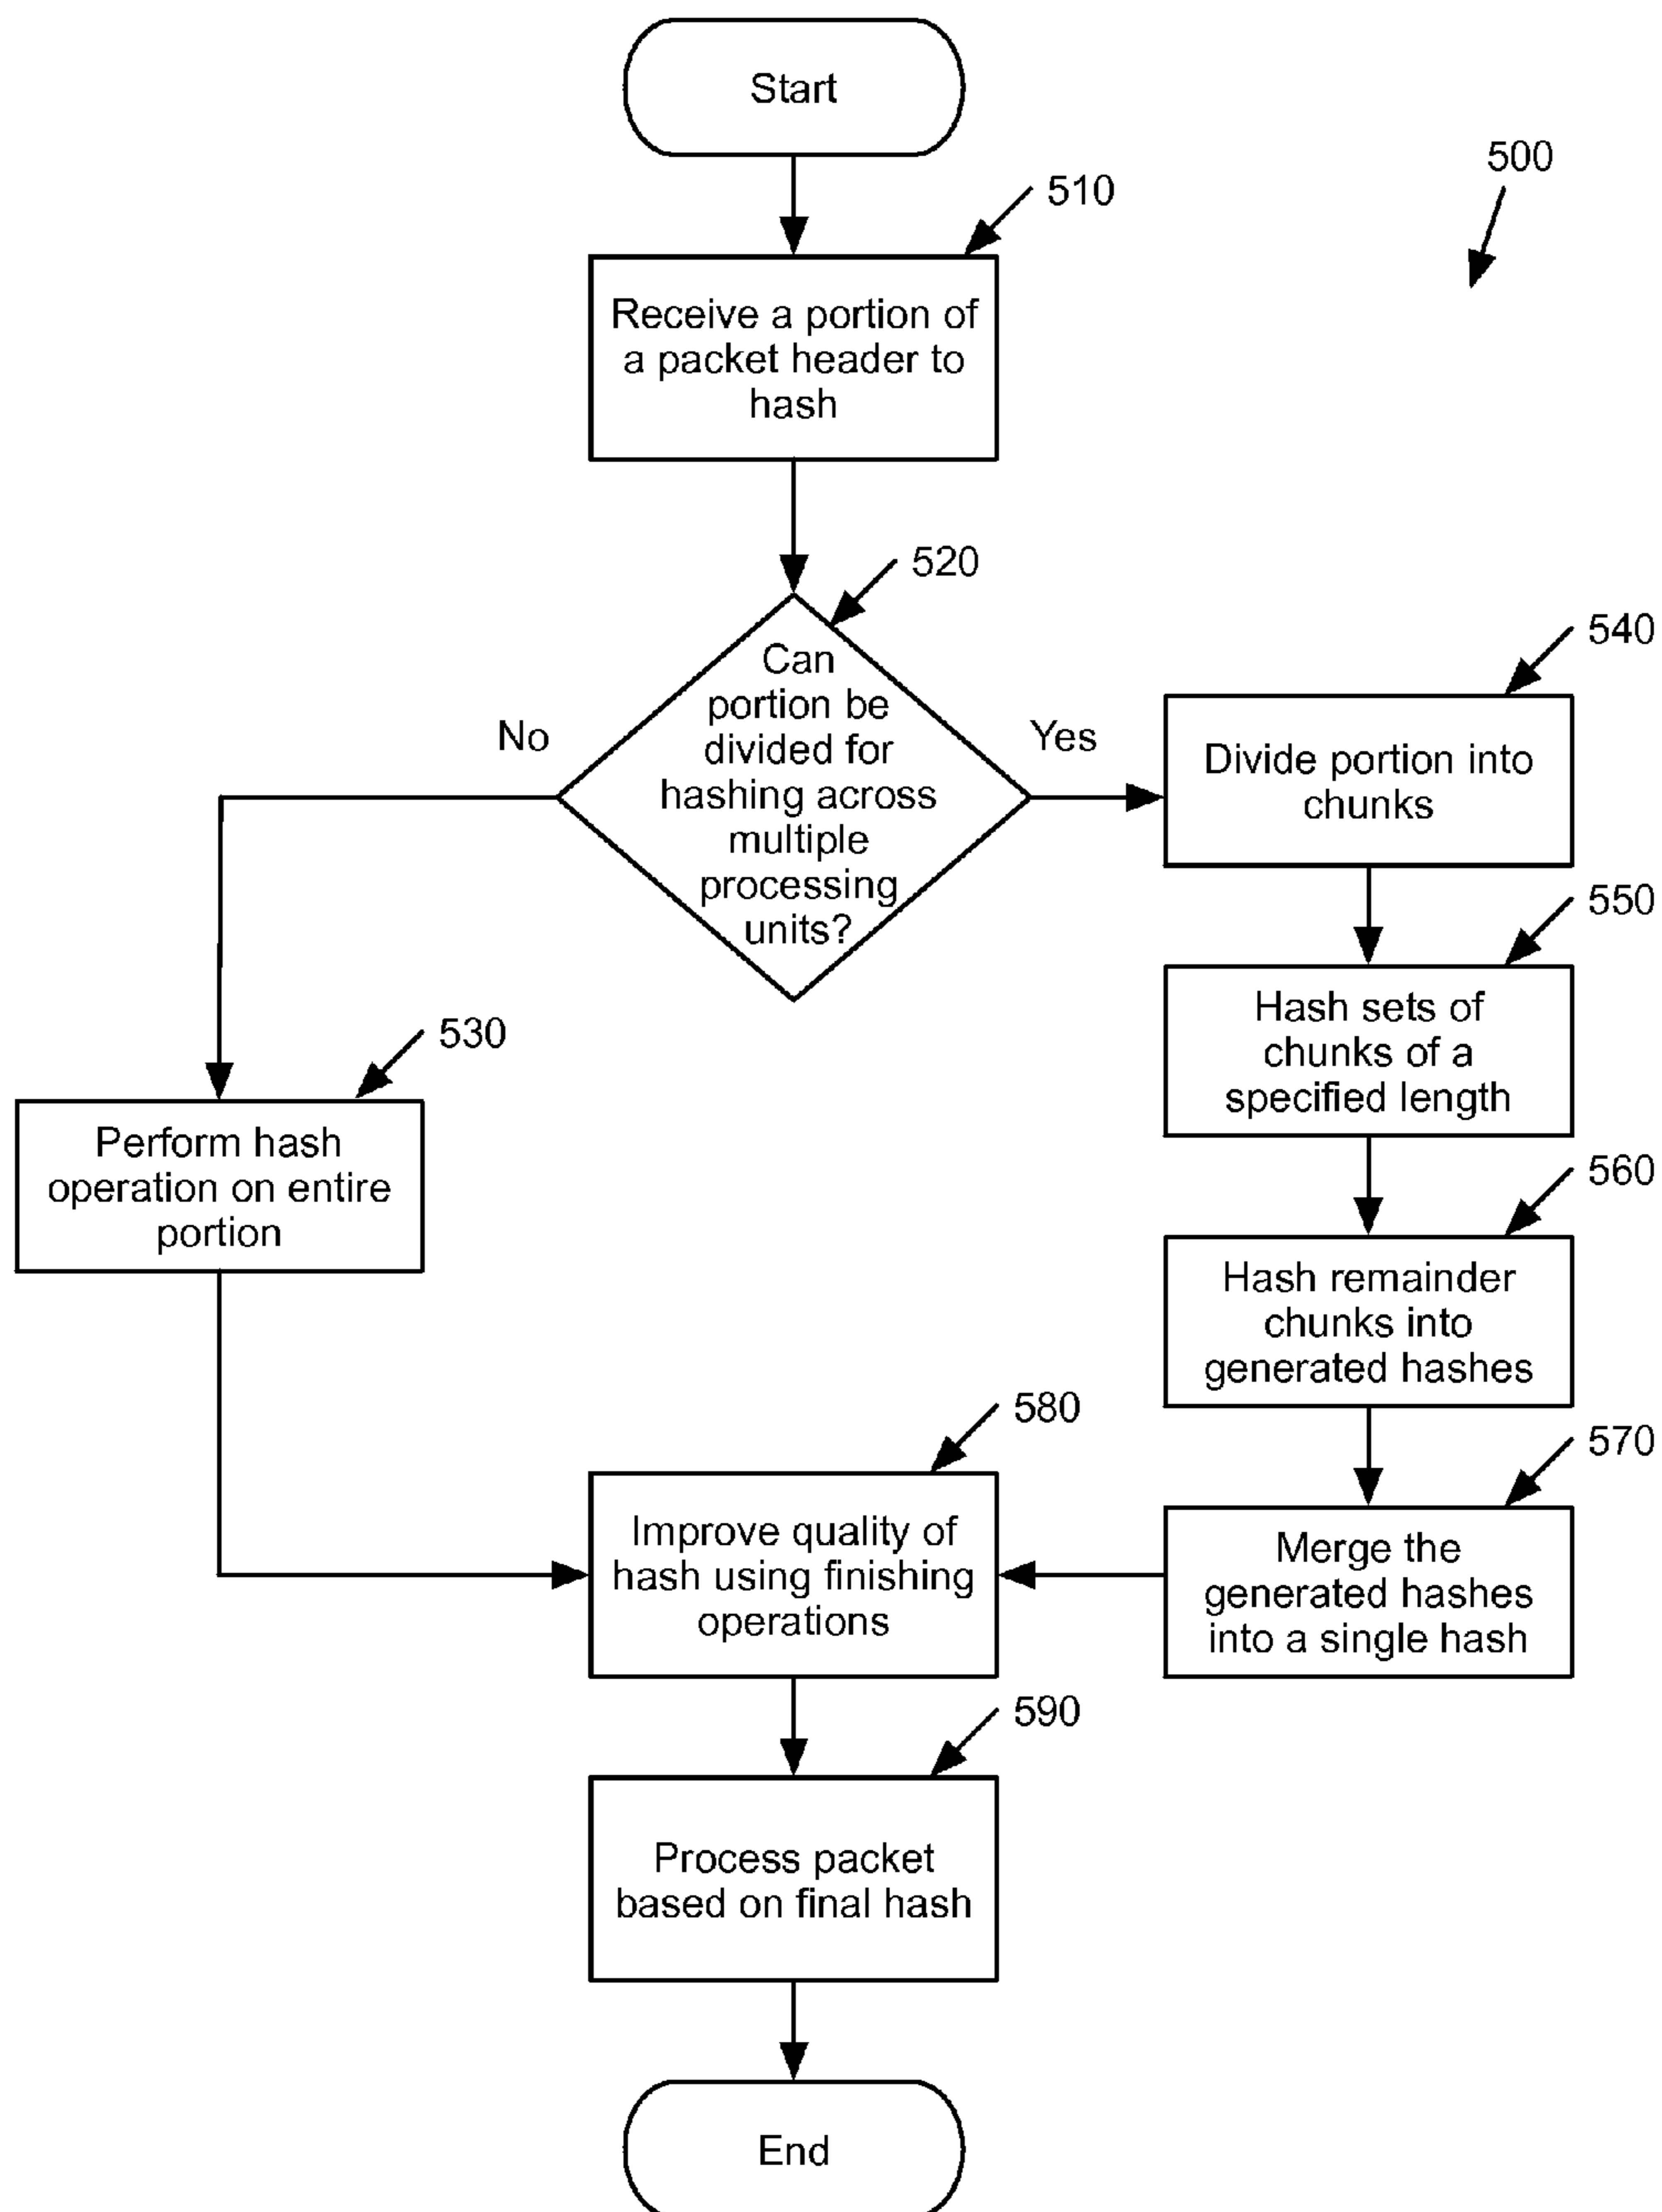 Start
500
510
Receive a portion of
a packet header to
hash
520
Can
portion be
divided for
hashing across
multiple
processing
units?
No
Yes
540
Divide portion into
chunks
550
Hash sets of
chunks of a
specified length
530
Perform hash
operation on entire
portion
560
Hash remainder
chunks into
generated hashes
570
Merge the
generated hashes
into a single hash
580
Improve quality of
hash using finishing
operations
590
Process packet
based on final hash
End